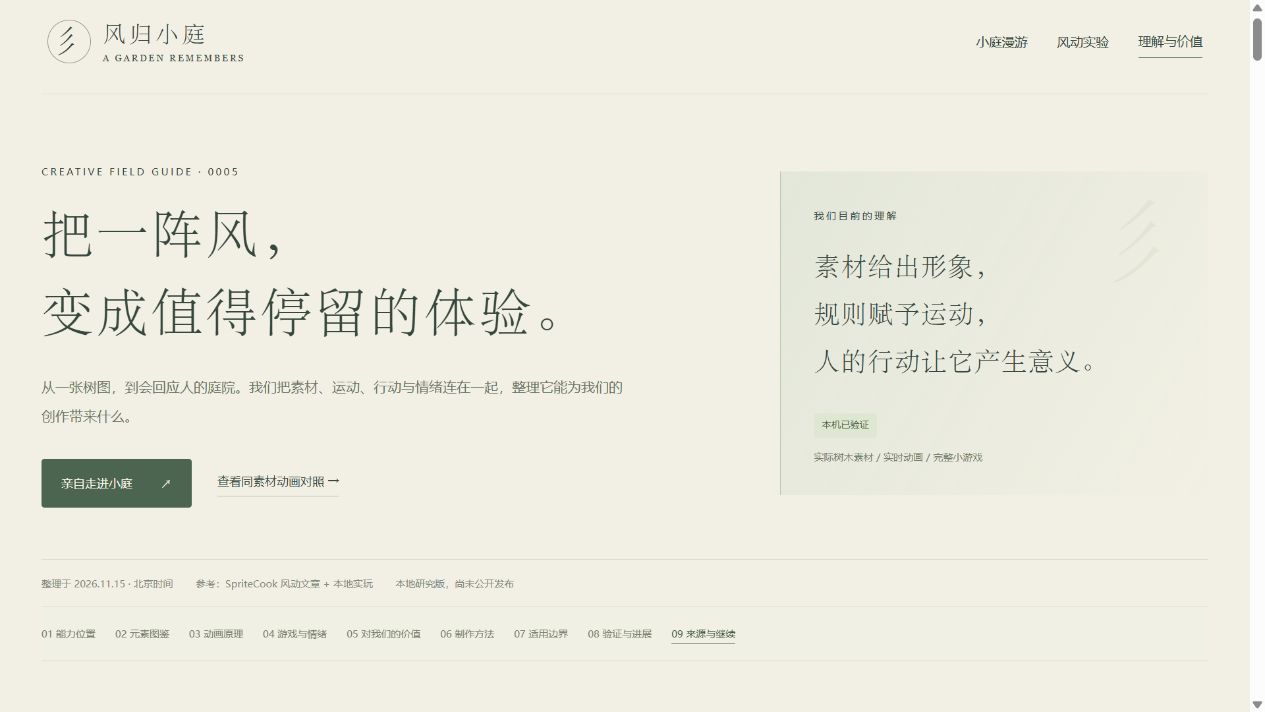 彡 风归小庭
A GARDEN REMEMBERS
小庭漫游 风动实验 理解与价值
CREATIVE FIELD GUIDE · 0005
把一阵风，
变成值得停留的体验。
从一张树图，到会回应人的庭院。我们把素材、运动、行动与情绪连在一起，整理它能为我们的
创作带来什么。
亲自走进小庭 ↗ 查看同素材动画对照 →
彡
我们目前的理解
素材给出形象，
规则赋予运动，
人的行动让它产生意义。
本机已验证
实际树木素材 / 实时动画 / 完整小游戏
整理于 2026.11.15 · 北京时间 参考：SpriteCook 风动文章 + 本地实玩 本地研究版，尚未公开发布
01 能力位置 02 元素图鉴 03 动画原理 04 游戏与情绪 05 对我们的价值 06 制作方法 07 适用边界 08 验证与进展 09 来源与继续